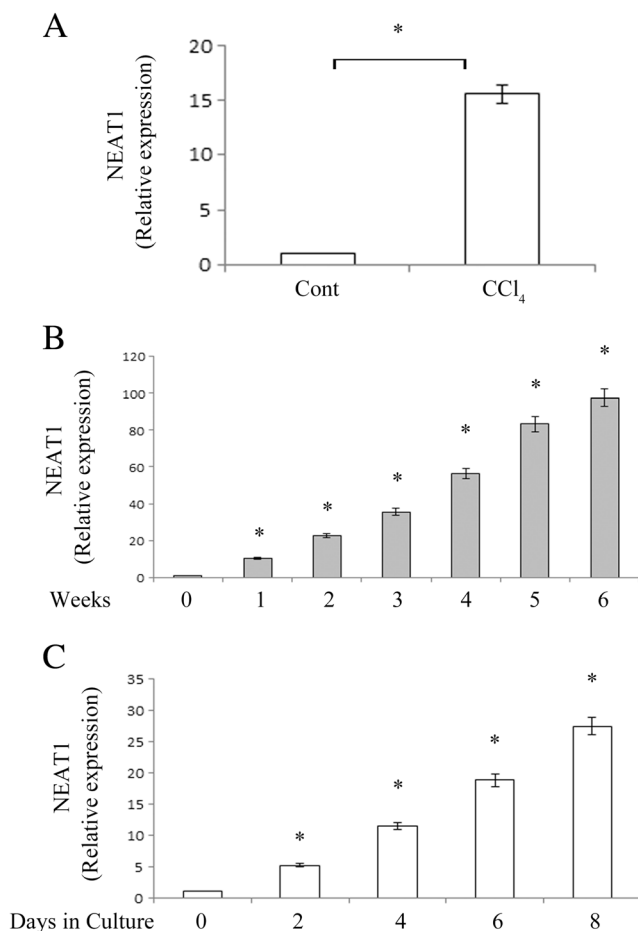 A
*
20
15
10
5
0
NEAT1
(Relative expression)
Cont CCl₄
B
120
100
80
60
40
20
0
NEAT1
(Relative expression)
* * * * * *
Weeks 0 1 2 3 4 5 6
C
35
30
25
20
15
10
5
0
NEAT1
(Relative expression)
* * * *
Days in Culture 0 2 4 6 8